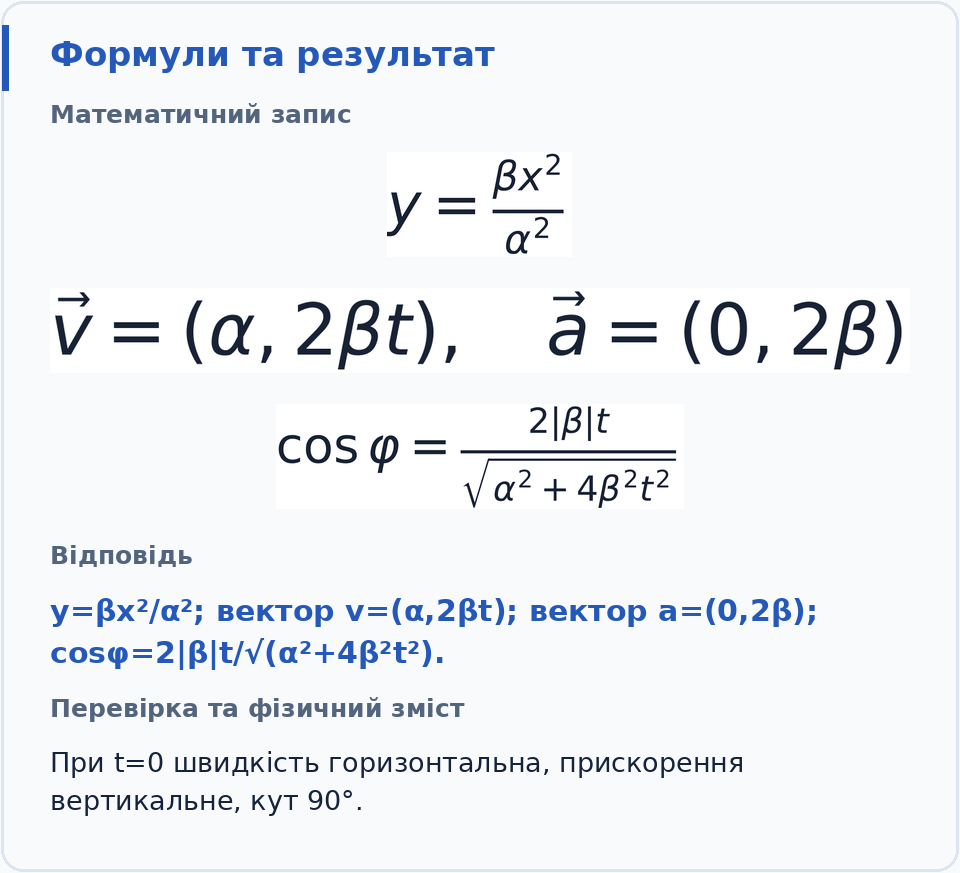 Формули та результат
Математичний запис
y = βx²/α²
v⃗ = (α, 2βt),   a⃗ = (0, 2β)
cos φ = 2|β|t/√(α² + 4β²t²)
Відповідь
y=βx²/α²; вектор v=(α,2βt); вектор a=(0,2β);
cosφ=2|β|t/√(α²+4β²t²).
Перевірка та фізичний зміст
При t=0 швидкість горизонтальна, прискорення
вертикальне, кут 90°.